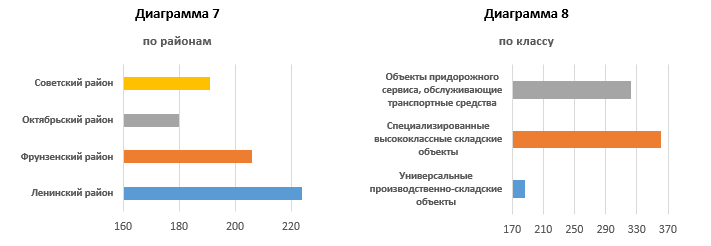 Диаграмма 7
по районам
Советский район
Октябрьский район
Фрунзенский район
Ленинский район
160 180 200 220
Диаграмма 8
по классу
Объекты придорожного
сервиса, обслуживающие
транспортные средства
Специализированные
высококлассные складские
объекты
Универсальные
производственно-складские
объекты
170 210 250 290 330 370